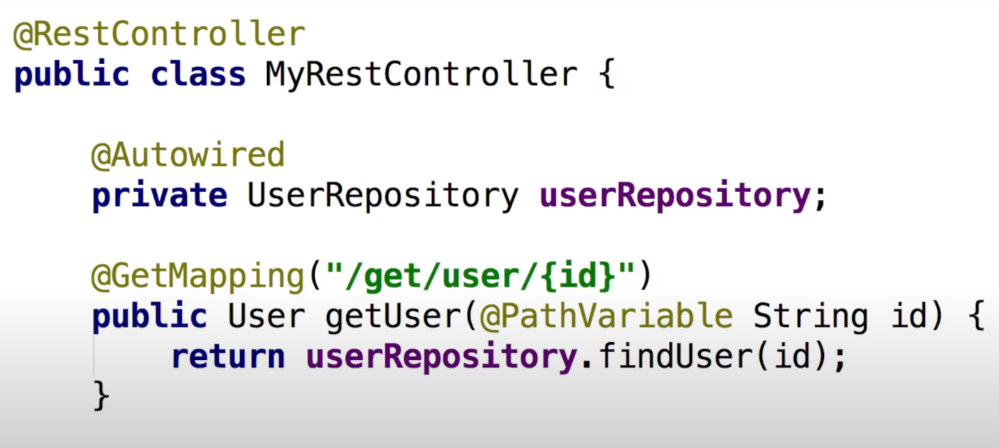 @RestController
public class MyRestController {
@Autowired
private UserRepository userRepository;
@GetMapping("/get/user/{id}")
public User getUser(@PathVariable String id) {
return userRepository.findUser(id);
}